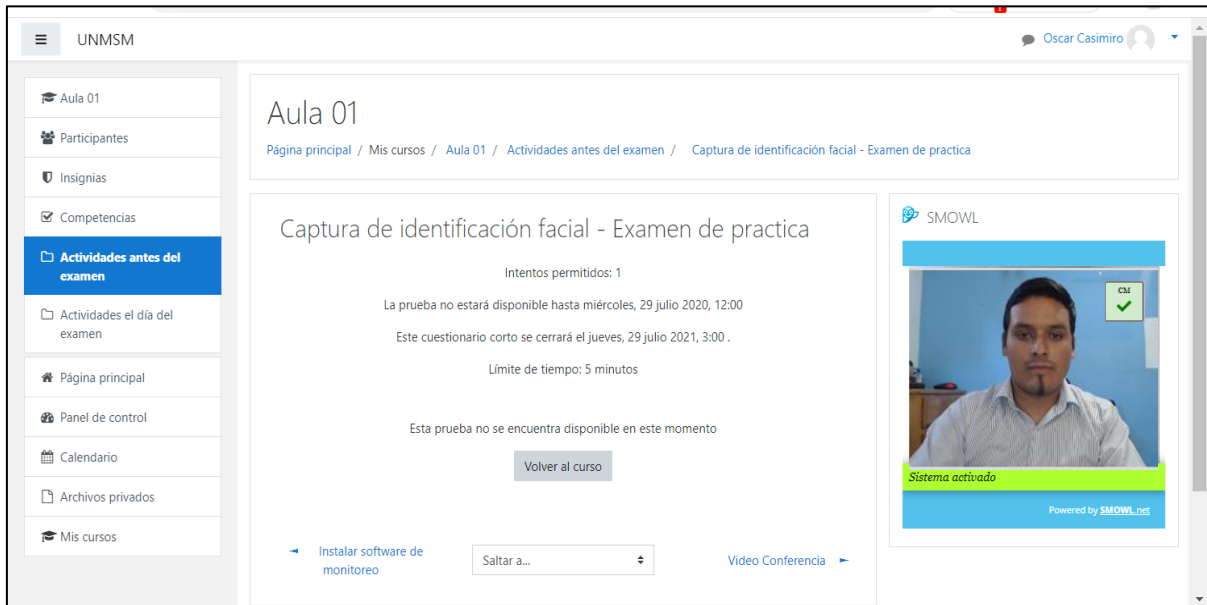 UNMSM
Oscar Casimiro
Aula 01
Participantes
Insignias
Competencias
Actividades antes del
examen
Actividades el día del
examen
Página principal
Panel de control
Calendario
Archivos privados
Mis cursos
Aula 01
Página principal / Mis cursos / Aula 01 / Actividades antes del examen / Captura de identificación facial - Examen de practica
Captura de identificación facial - Examen de practica
Intentos permitidos: 1
La prueba no estará disponible hasta miércoles, 29 julio 2020, 12:00
Este cuestionario corto se cerrará el jueves, 29 julio 2021, 3:00 .
Límite de tiempo: 5 minutos
Esta prueba no se encuentra disponible en este momento
Volver al curso
◄ Instalar software de
monitoreo
Saltar a...
Video Conferencia ►
SMOWL
CM
Sistema activado
Powered by SMOWL.net